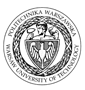 POLITECHNIKA WARSZAWSKA
WARSAW UNIVERSITY OF TECHNOLOGY